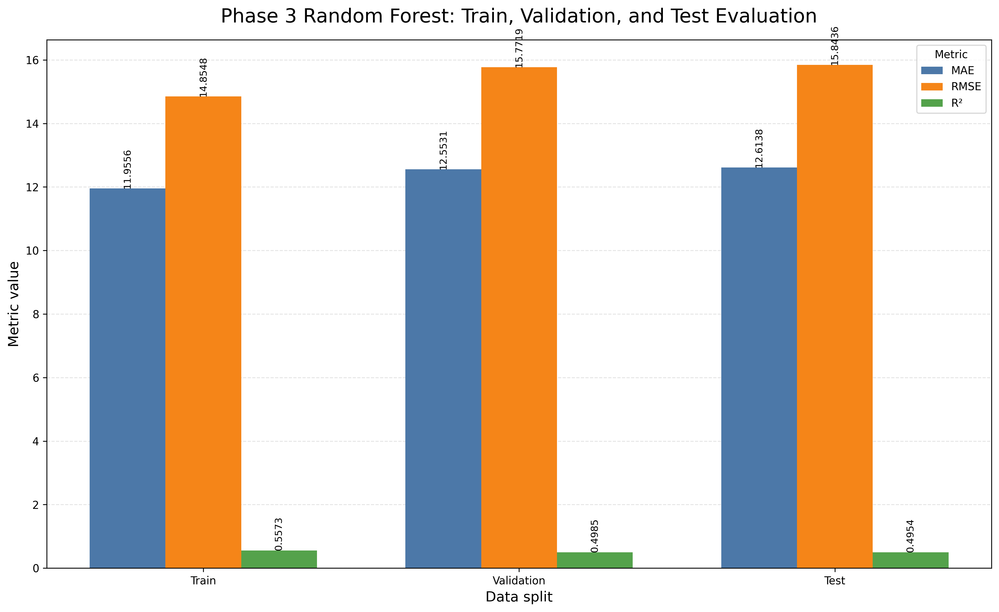 Phase 3 Random Forest: Train, Validation, and Test Evaluation
Metric value
16
14
12
10
8
6
4
2
0
11.9556
14.8548
0.5573
12.5531
15.7719
0.4985
12.6138
15.8436
0.4954
Metric
MAE
RMSE
R²
Train
Validation
Test
Data split